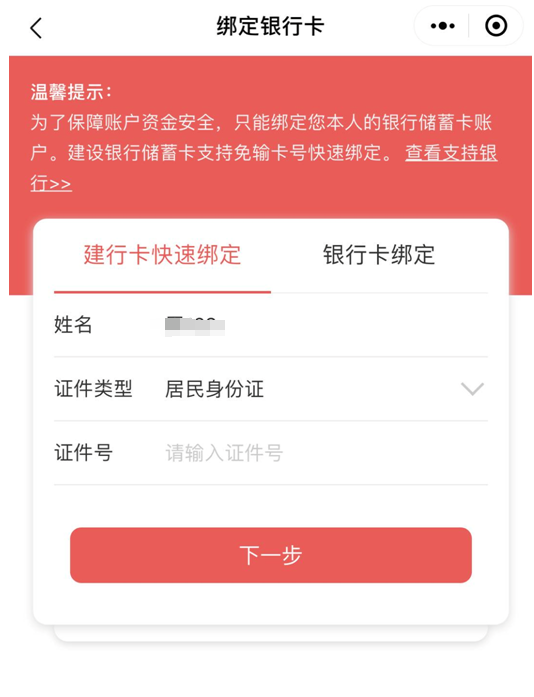 绑定银行卡
温馨提示：
为了保障账户资金安全，只能绑定您本人的银行储蓄卡账
户。建设银行储蓄卡支持免输卡号快速绑定。 查看支持银
行>>
建行卡快速绑定 银行卡绑定
姓名
证件类型 居民身份证
证件号 请输入证件号
下一步